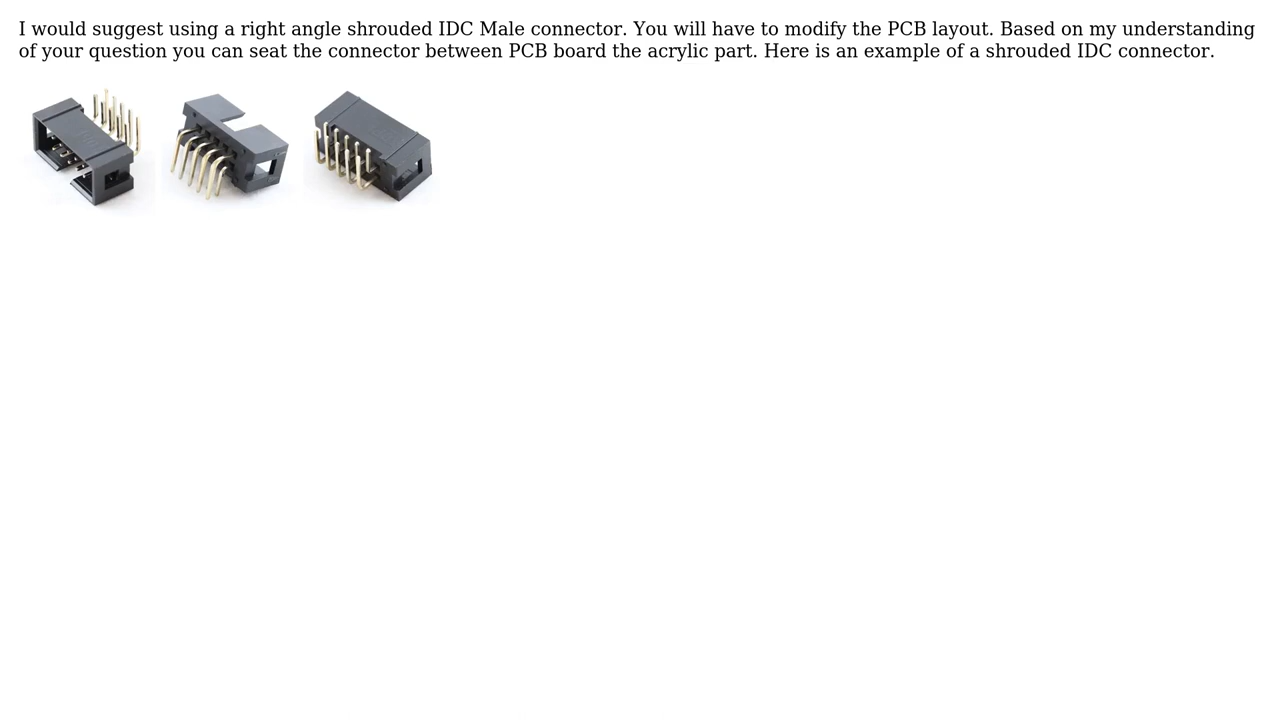 I would suggest using a right angle shrouded IDC Male connector. You will have to modify the PCB layout. Based on my understanding
of your question you can seat the connector between PCB board the acrylic part. Here is an example of a shrouded IDC connector.